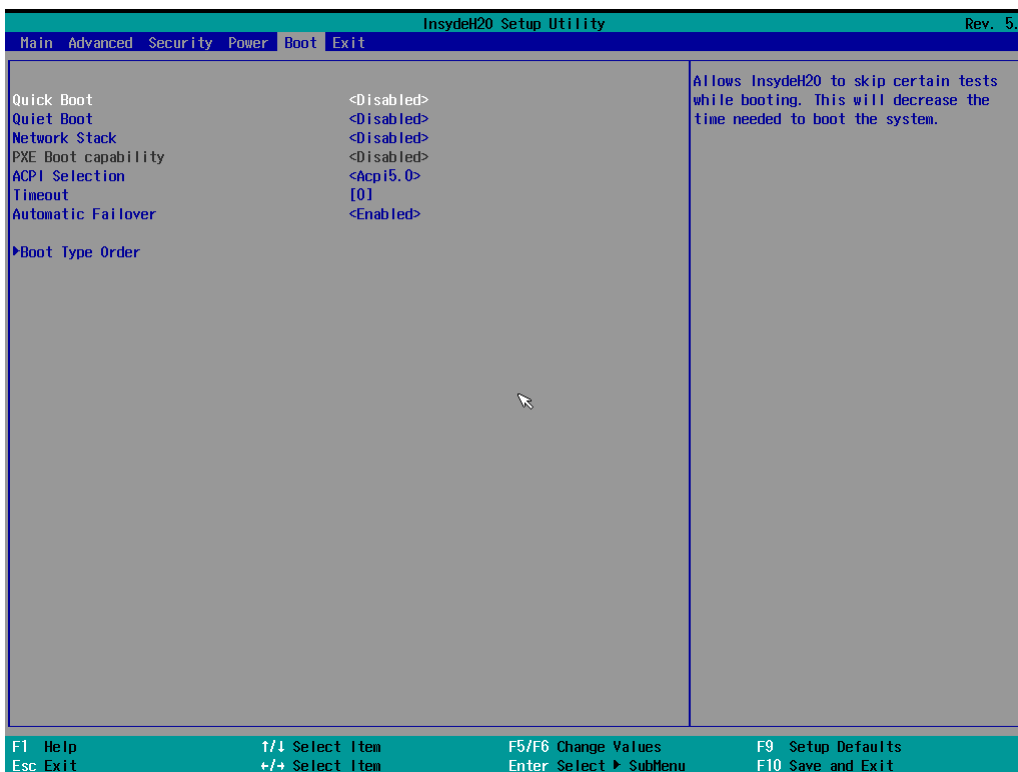 InsydeH20 Setup Utility Rev. 5.
Main Advanced Security Power Boot Exit
Quick Boot <Disabled>
Quiet Boot <Disabled>
Network Stack <Disabled>
PXE Boot capability <Disabled>
ACPI Selection <Acpi5.0>
Timeout [0]
Automatic Failover <Enabled>
▶Boot Type Order
Allows InsydeH20 to skip certain tests
while booting. This will decrease the
time needed to boot the system.
F1 Help ↑/↓ Select Item F5/F6 Change Values F9 Setup Defaults
Esc Exit ←/→ Select Item Enter Select ▶ SubMenu F10 Save and Exit